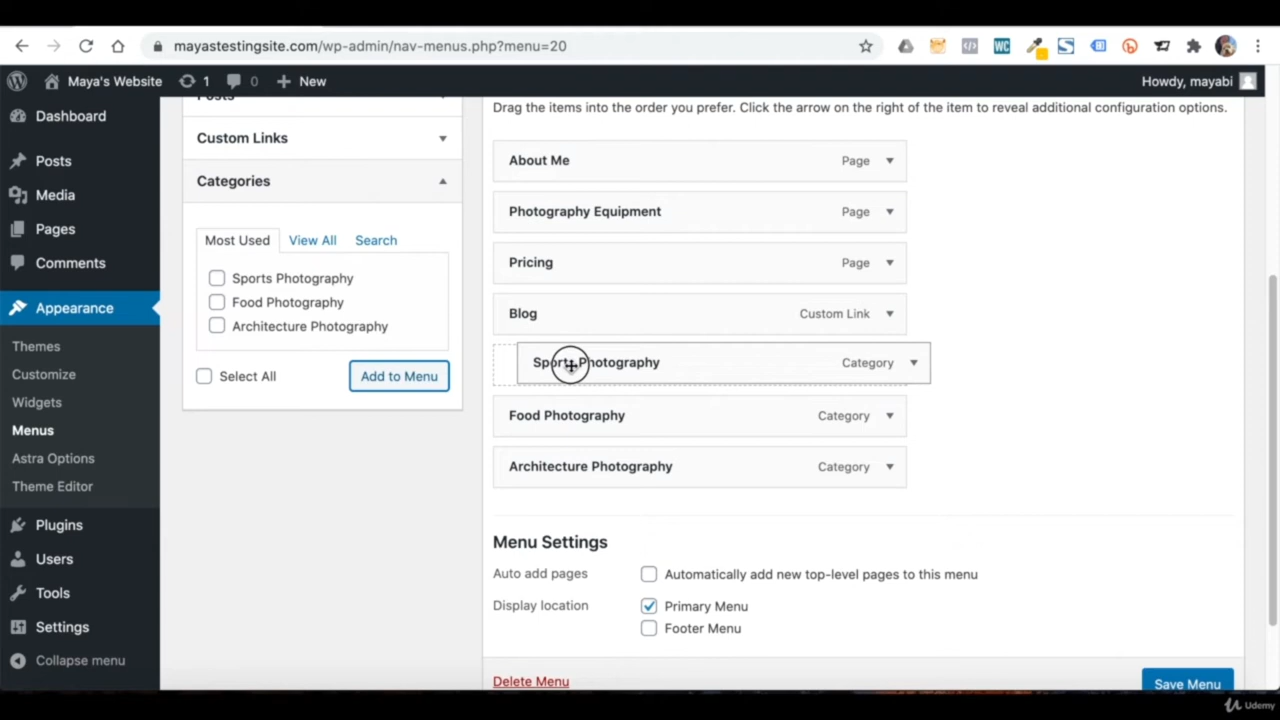 mayastestingsite.com/wp-admin/nav-menus.php?menu=20
Maya's Website 1 0 New Howdy, mayabi
Dashboard
Posts
Media
Pages
Comments
Appearance
Themes
Customize
Widgets
Menus
Astra Options
Theme Editor
Plugins
Users
Tools
Settings
Collapse menu
Posts
Custom Links
Categories
Most Used View All Search
Sports Photography
Food Photography
Architecture Photography
Select All Add to Menu
Drag the items into the order you prefer. Click the arrow on the right of the item to reveal additional configuration options.
About Me Page
Photography Equipment Page
Pricing Page
Blog Custom Link
Sports Photography Category
Food Photography Category
Architecture Photography Category
Menu Settings
Auto add pages Automatically add new top-level pages to this menu
Display location Primary Menu
Footer Menu
Delete Menu Save Menu
Udemy